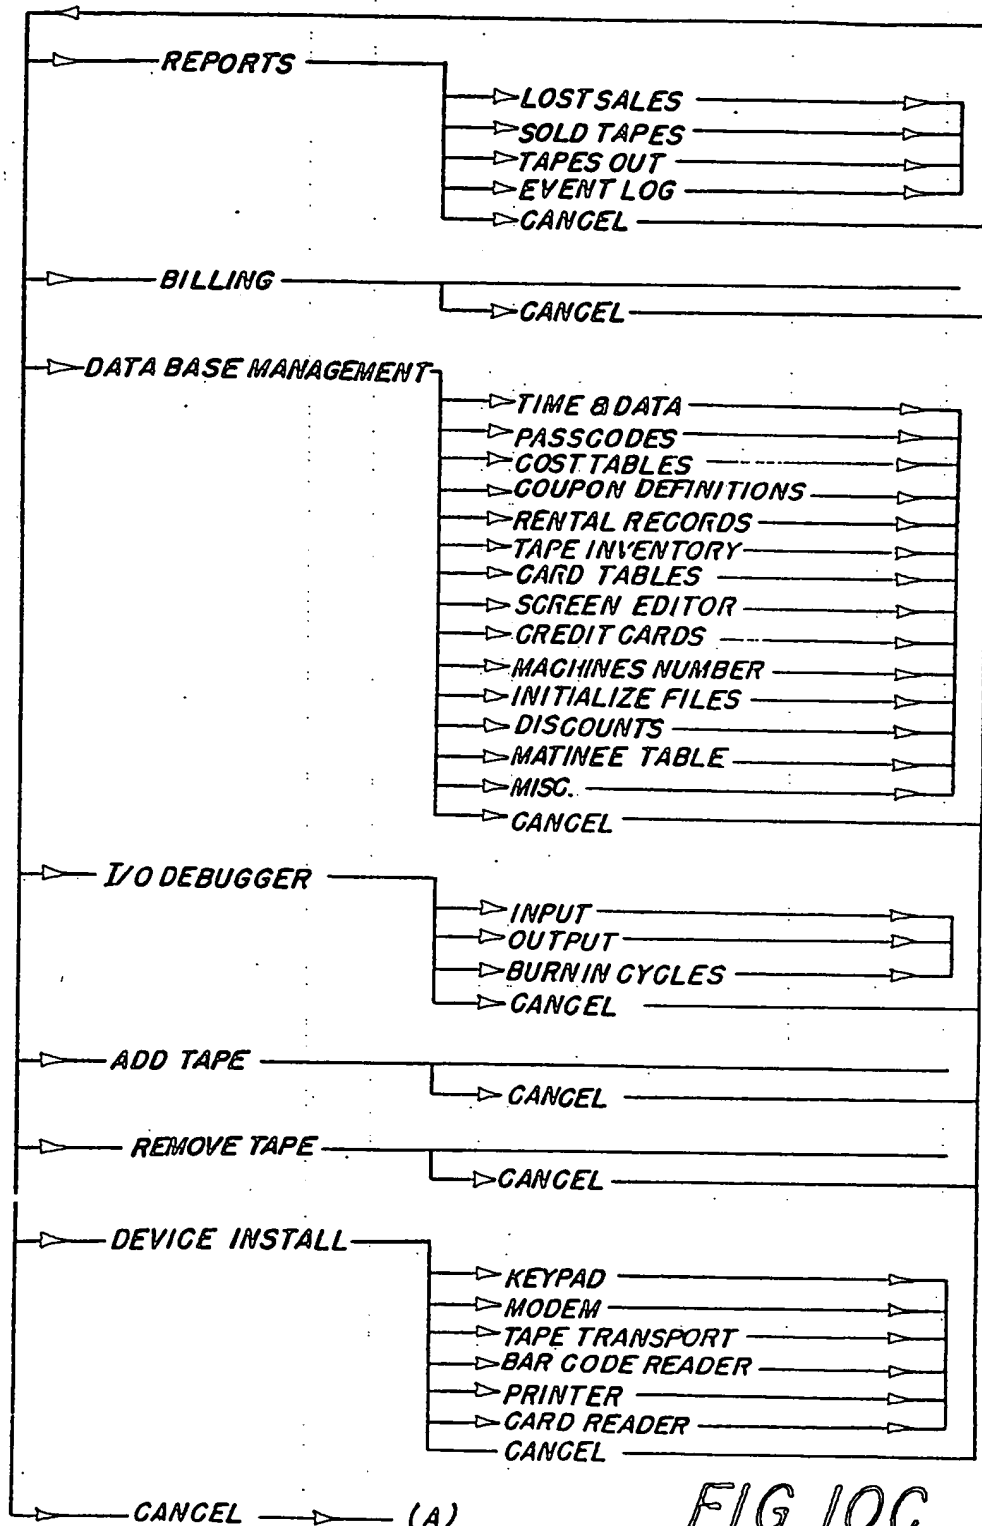 REPORTS
LOST SALES
SOLD TAPES
TAPES OUT
EVENT LOG
CANCEL
BILLING
CANCEL
DATA BASE MANAGEMENT
TIME & DATA
PASSCODES
COST TABLES
COUPON DEFINITIONS
RENTAL RECORDS
TAPE INVENTORY
CARD TABLES
SCREEN EDITOR
CREDIT CARDS
MACHINES NUMBER
INITIALIZE FILES
DISCOUNTS
MATINEE TABLE
MISC.
CANCEL
I/O DEBUGGER
INPUT
OUTPUT
BURN IN CYCLES
CANCEL
ADD TAPE
CANCEL
REMOVE TAPE
CANCEL
DEVICE INSTALL
KEYPAD
MODEM
TAPE TRANSPORT
BAR CODE READER
PRINTER
CARD READER
CANCEL
CANCEL (A)
FIG 10C